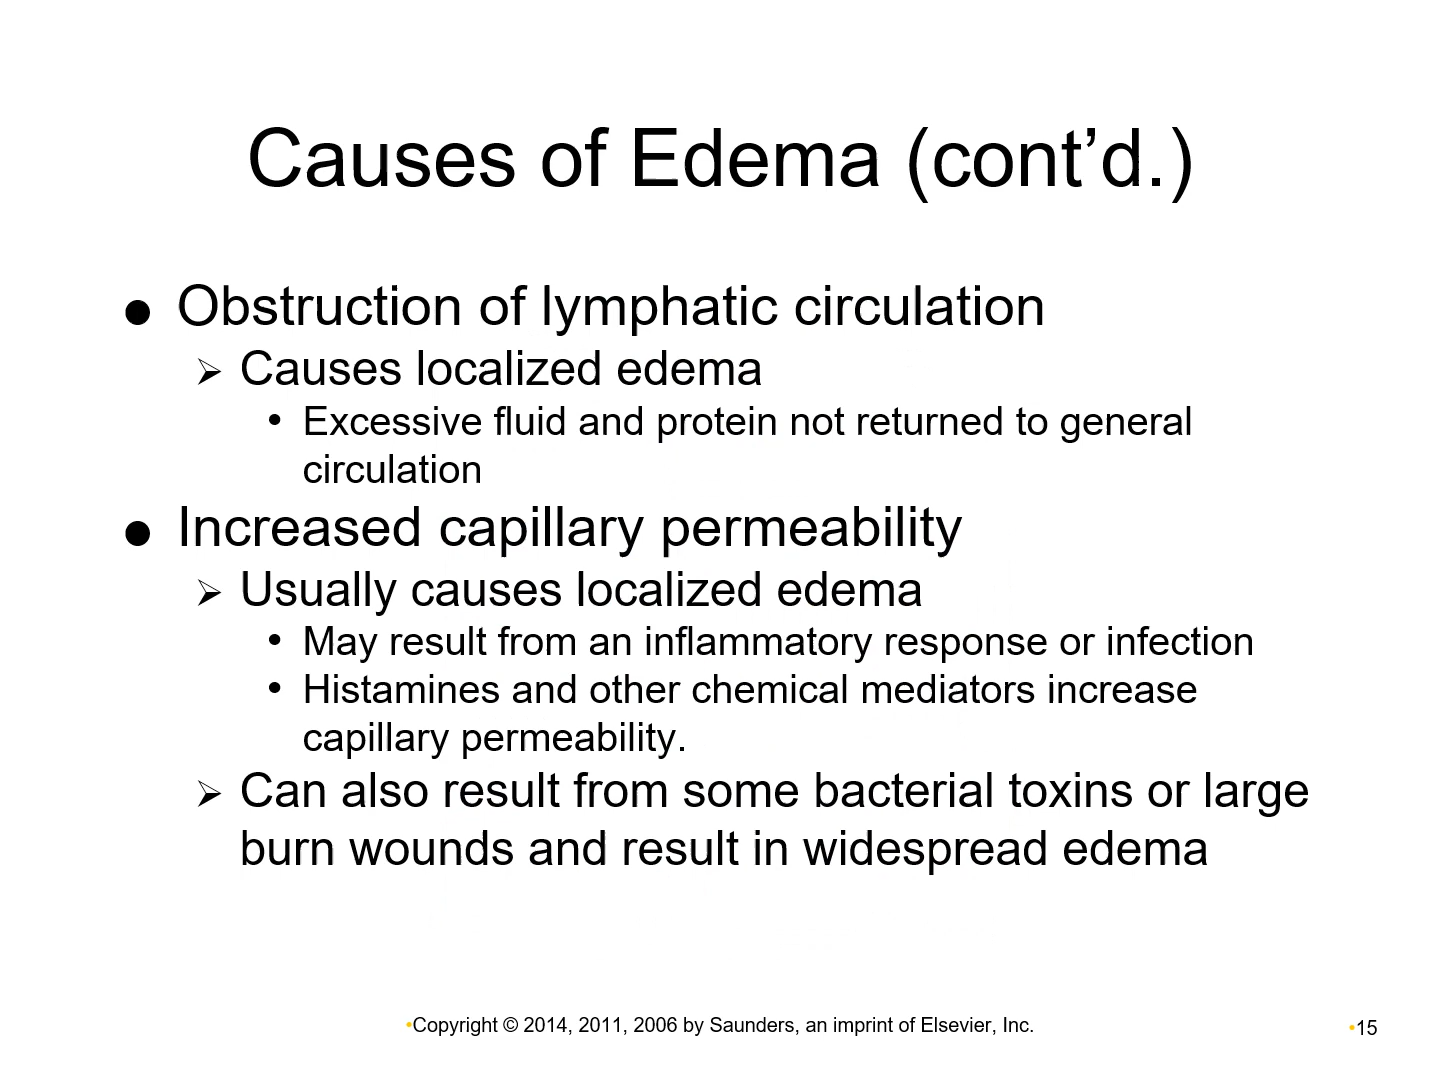 Causes of Edema (cont’d.)
● Obstruction of lymphatic circulation
➢ Causes localized edema
• Excessive fluid and protein not returned to general
circulation
● Increased capillary permeability
➢ Usually causes localized edema
• May result from an inflammatory response or infection
• Histamines and other chemical mediators increase
capillary permeability.
➢ Can also result from some bacterial toxins or large
burn wounds and result in widespread edema
•Copyright © 2014, 2011, 2006 by Saunders, an imprint of Elsevier, Inc.
•15